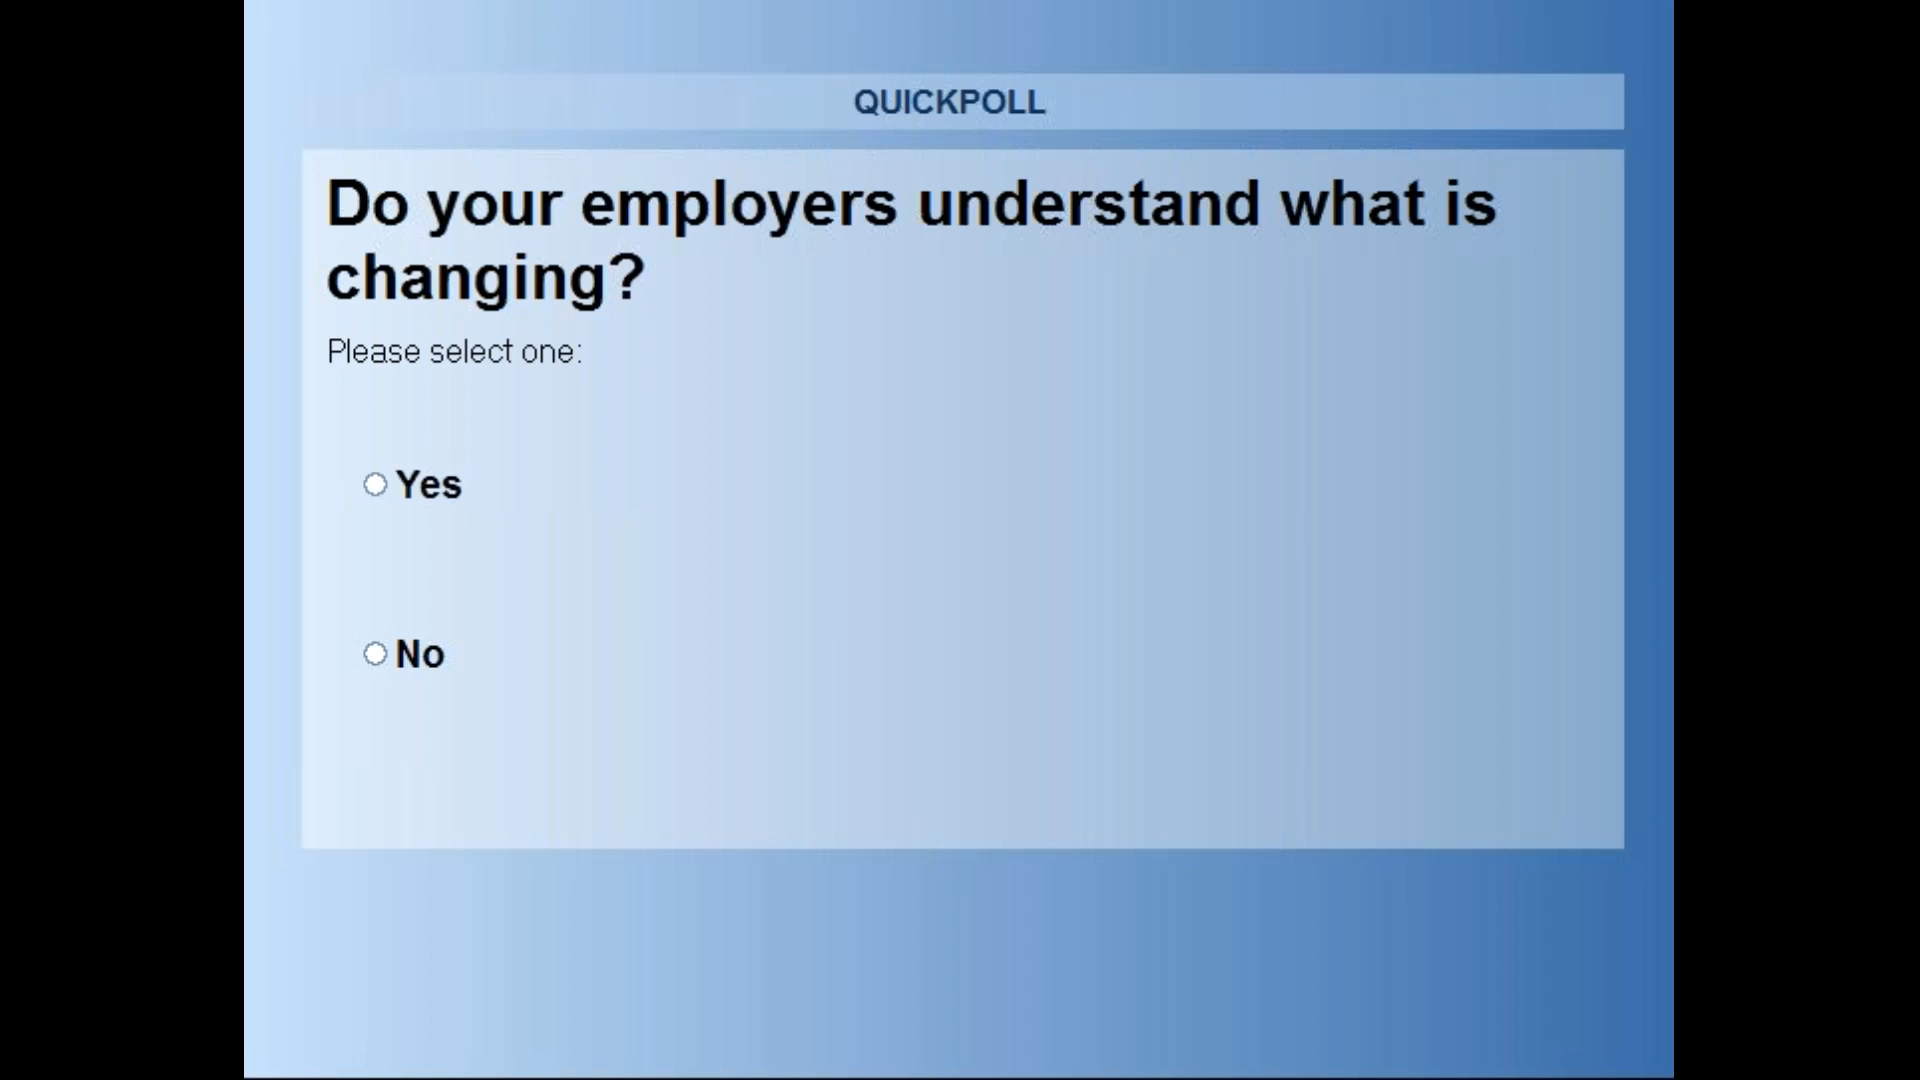 QUICKPOLL
Do your employers understand what is
changing?
Please select one:
Yes
No